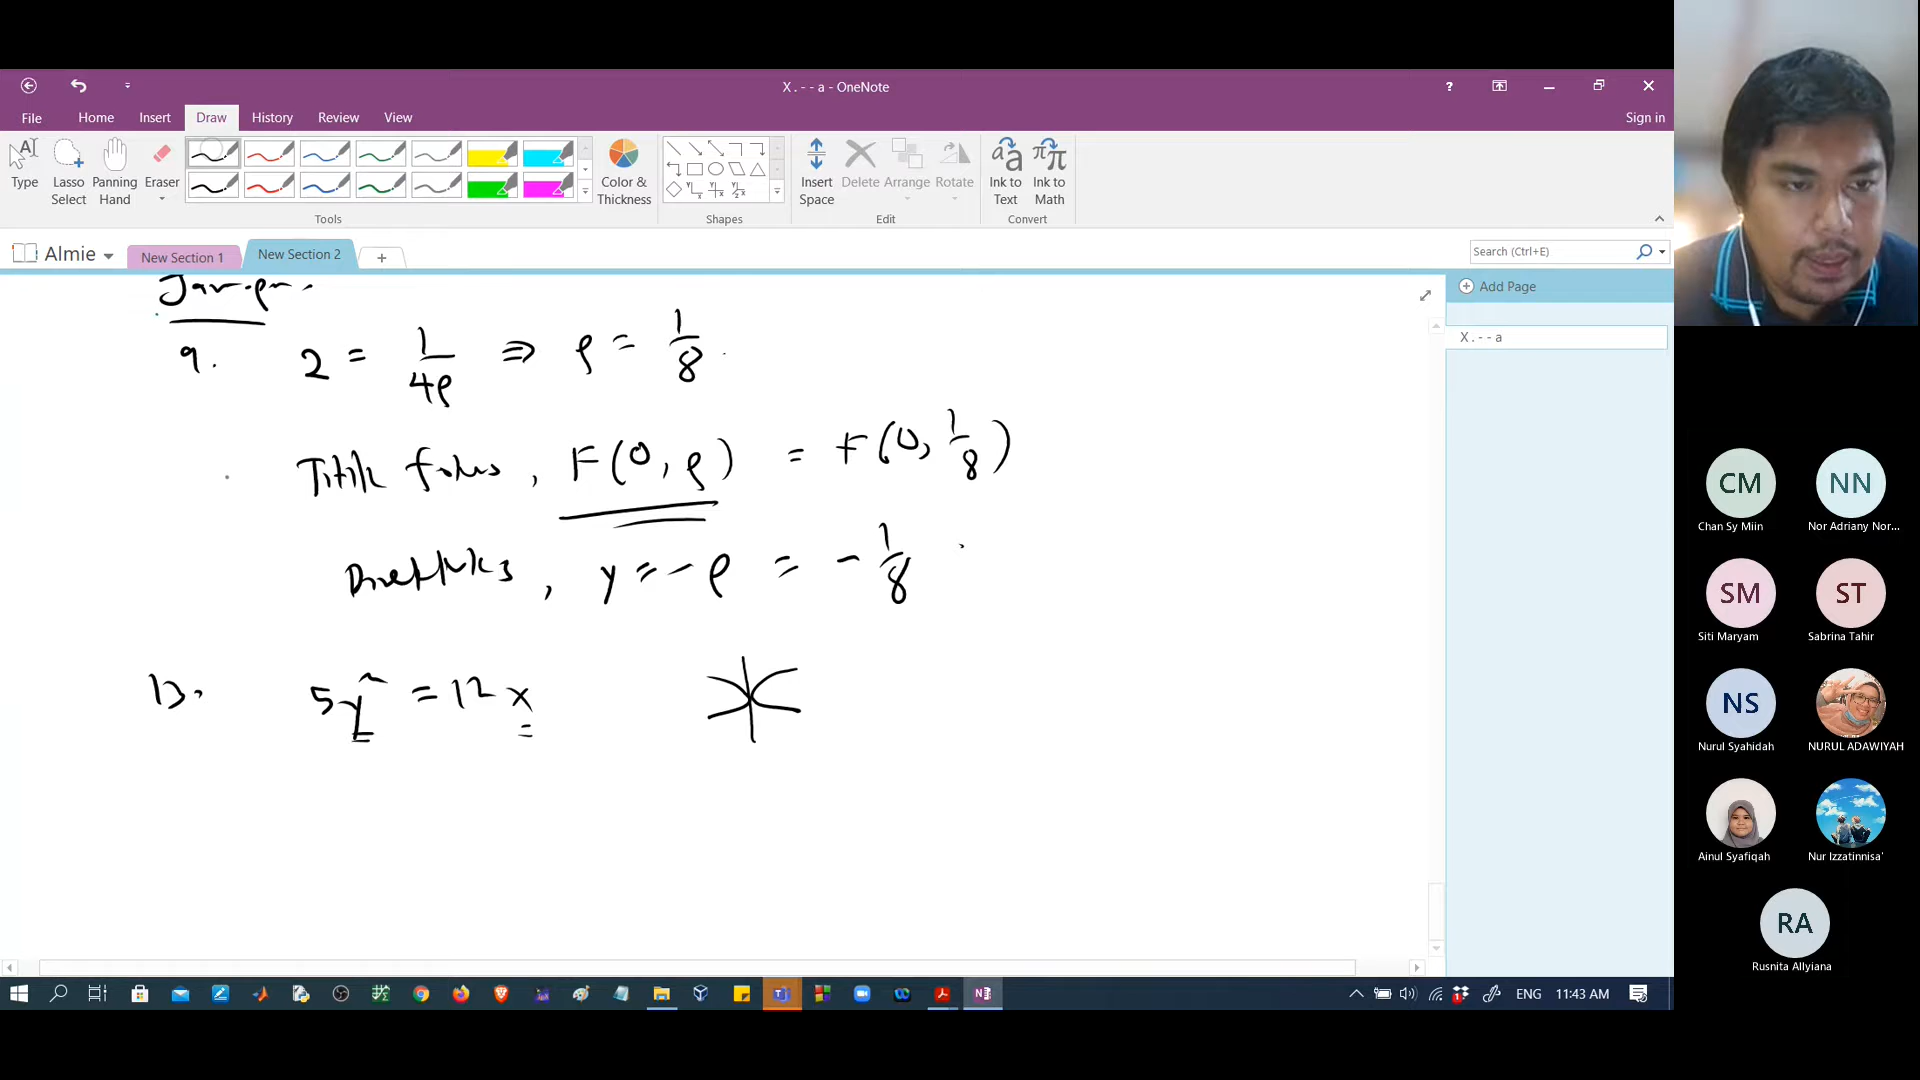 X . - - a - OneNote
?
File Home Insert Draw History Review View
Sign in
Type
Lasso Select
Panning Hand
Eraser
Color & Thickness
Insert Space
Delete
Arrange
Rotate
Ink to Text
Ink to Math
Tools Shapes Edit Convert
Almie New Section 1 New Section 2 +
Search (Ctrl+E)
Add Page
X . - - a
9. 2 = 1/4p ⇒ p = 1/8
Titik fokus, F(0, p) = F(0, 1/8)
, y = -p = -1/8
13. 5y² = 12x
CM Chan Sy Miin
NN Nor Adriany Nor...
SM Siti Maryam
ST Sabrina Tahir
NS Nurul Syahidah
NURUL ADAWIYAH
Ainul Syafiqah
Nur Izzatinnisa'
RA Rusnita Allyiana
ENG 11:43 AM